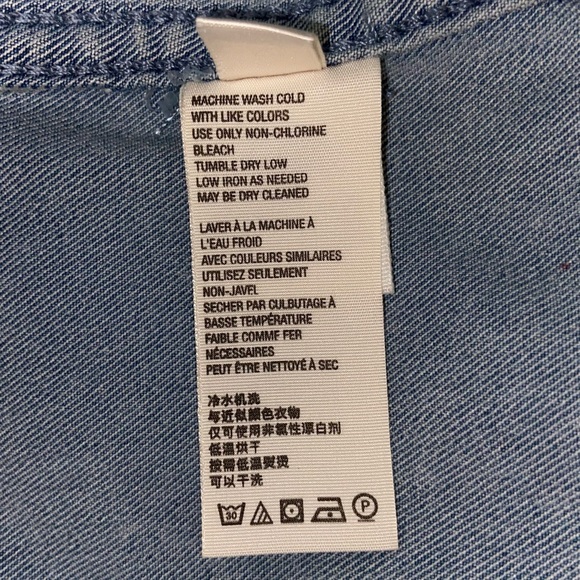 MACHINE WASH COLD
WITH LIKE COLORS
USE ONLY NON-CHLORINE
BLEACH
TUMBLE DRY LOW
LOW IRON AS NEEDED
MAY BE DRY CLEANED
LAVER À LA MACHINE À
L'EAU FROID
AVEC COULEURS SIMILAIRES
UTILISEZ SEULEMENT
NON-JAVEL
SECHER PAR CULBUTAGE À
BASSE TEMPÉRATURE
FAIBLE COMMF FER
NÉCESSAIRES
PEUT ÊTRE NETTOYÉ À SEC
冷水机洗
每近似颜色衣物
仅可使用非氯性漂白剂
低温烘干
按需低温熨烫
可以干洗
30 P